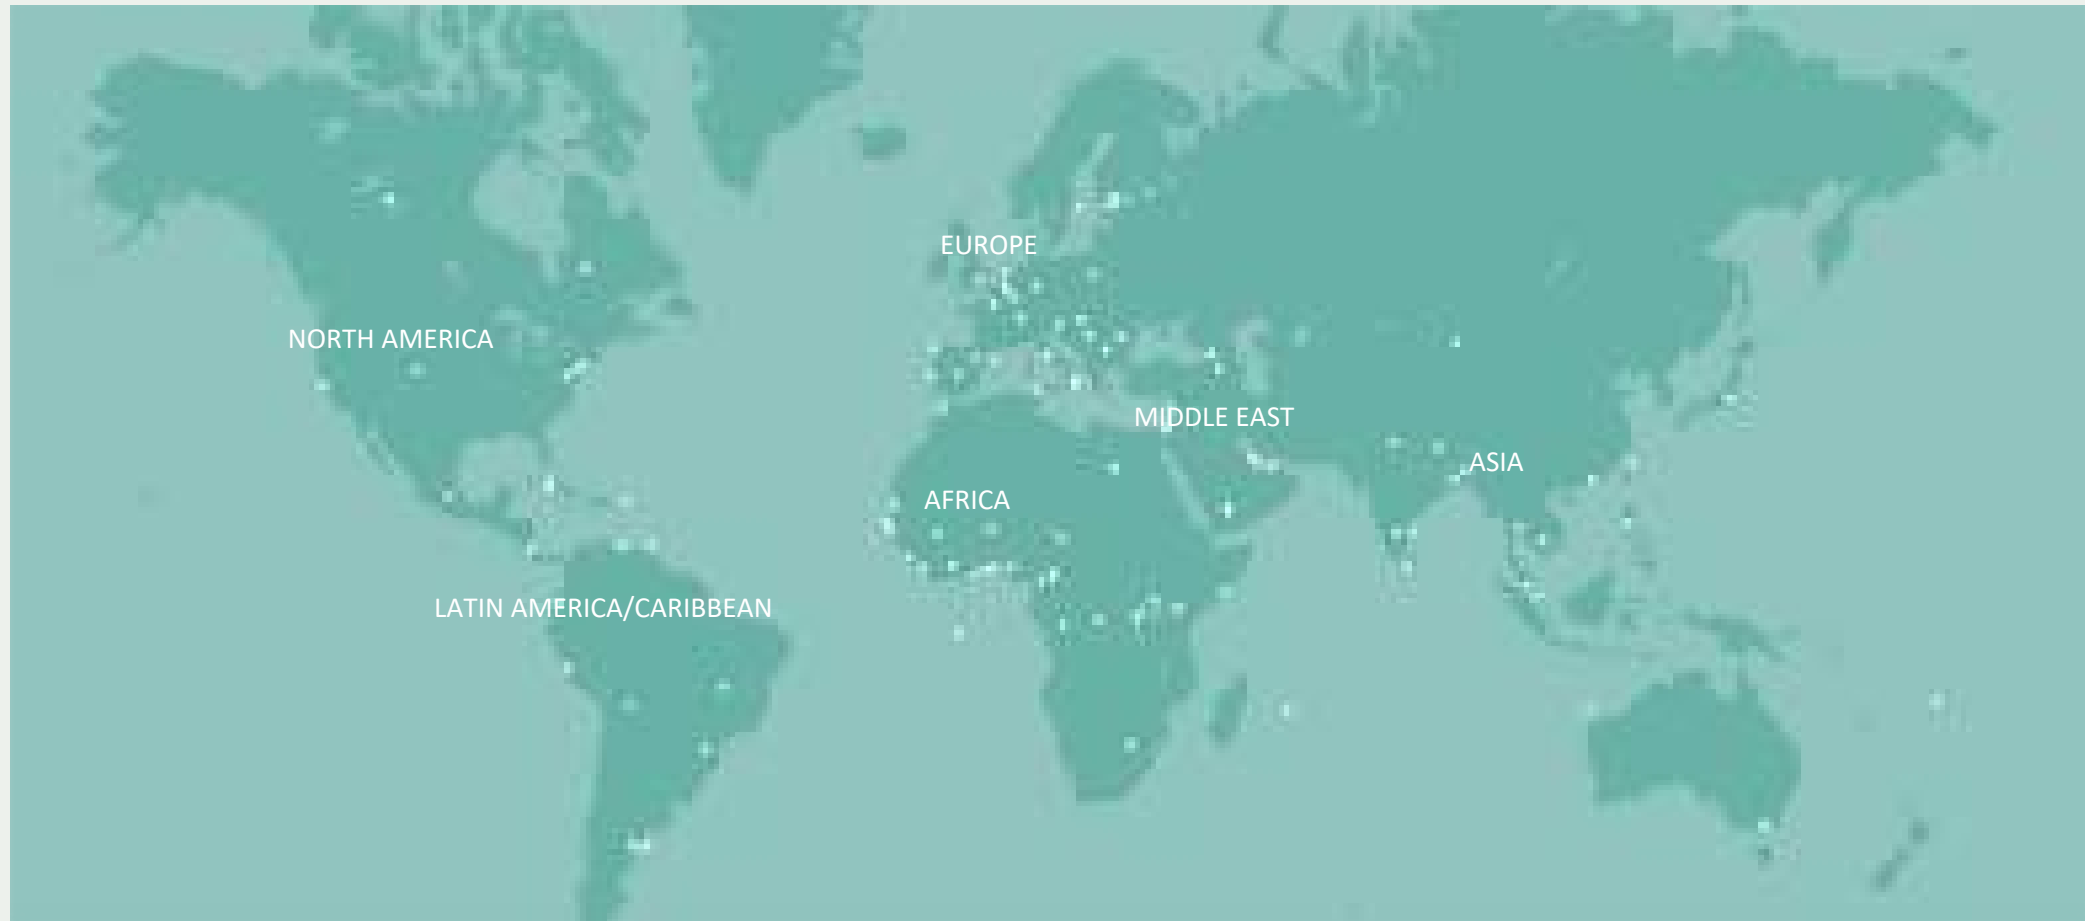 EUROPE
NORTH AMERICA
MIDDLE EAST
ASIA
AFRICA
LATIN AMERICA/CARIBBEAN